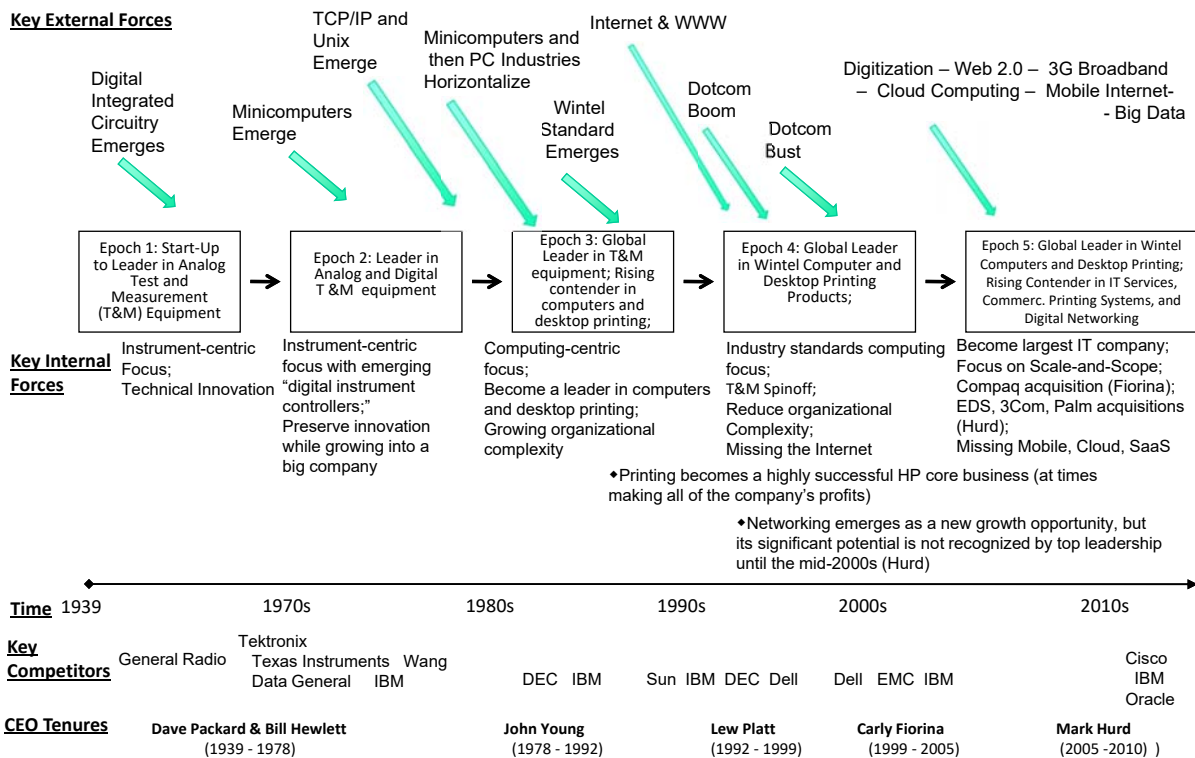 Key External Forces
Digital
Integrated
Circuitry
Emerges
Minicomputers
Emerge
TCP/IP and
Unix
Emerge
Minicomputers and
then PC Industries
Horizontalize
Wintel
Standard
Emerges
Internet & WWW
Dotcom
Boom
Dotcom
Bust
Digitization – Web 2.0 – 3G Broadband
– Cloud Computing – Mobile Internet-
- Big Data
Epoch 1: Start-Up
to Leader in Analog
Test and
Measurement
(T&M) Equipment
Epoch 2: Leader in
Analog and Digital
T &M equipment
Epoch 3: Global
Leader in T&M
equipment; Rising
contender in
computers and
desktop printing;
Epoch 4: Global Leader
in Wintel Computer and
Desktop Printing
Products;
Epoch 5: Global Leader in Wintel
Computers and Desktop Printing;
Rising Contender in IT Services,
Commerc. Printing Systems, and
Digital Networking
Key Internal
Forces
Instrument-centric
Focus;
Technical Innovation
Instrument-centric
focus with emerging
“digital instrument
controllers;”
Preserve innovation
while growing into a
big company
Computing-centric
focus;
Become a leader in computers
and desktop printing;
Growing organizational
complexity
Industry standards computing
focus;
T&M Spinoff;
Reduce organizational
Complexity;
Missing the Internet
Become largest IT company;
Focus on Scale-and-Scope;
Compaq acquisition (Fiorina);
EDS, 3Com, Palm acquisitions
(Hurd);
Missing Mobile, Cloud, SaaS
◆Printing becomes a highly successful HP core business (at times
making all of the company’s profits)
◆Networking emerges as a new growth opportunity, but
its significant potential is not recognized by top leadership
until the mid-2000s (Hurd)
Time 1939 1970s 1980s 1990s 2000s 2010s
Key
Competitors
General Radio
Tektronix
Texas Instruments Wang
Data General IBM
DEC IBM
Sun IBM DEC Dell
Dell EMC IBM
Cisco
IBM
Oracle
CEO Tenures
Dave Packard & Bill Hewlett
(1939 - 1978)
John Young
(1978 - 1992)
Lew Platt
(1992 - 1999)
Carly Fiorina
(1999 - 2005)
Mark Hurd
(2005 -2010) )